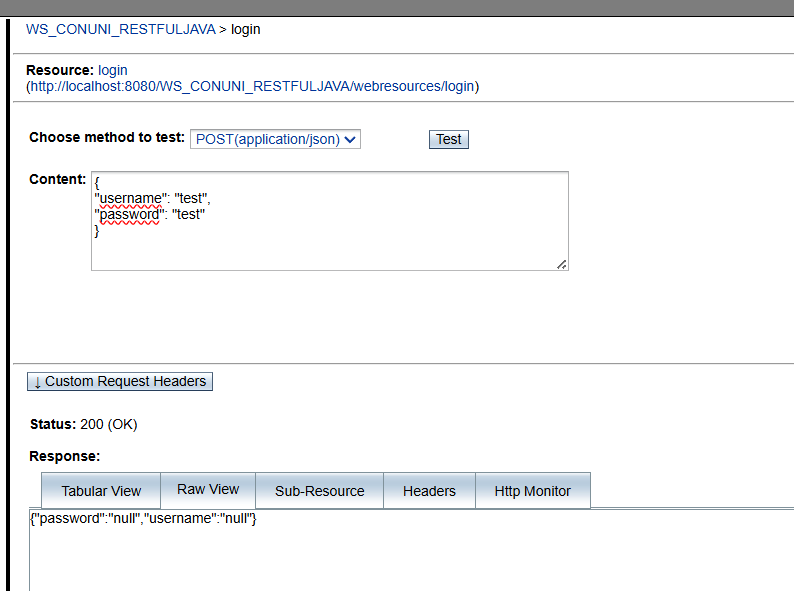 WS_CONUNI_RESTFULJAVA > login
Resource: login
(http://localhost:8080/WS_CONUNI_RESTFULJAVA/webresources/login)
Choose method to test: POST(application/json) Test
Content: {
"username": "test",
"password": "test"
}
↓ Custom Request Headers
Status: 200 (OK)
Response:
Tabular View Raw View Sub-Resource Headers Http Monitor
{"password":"null","username":"null"}